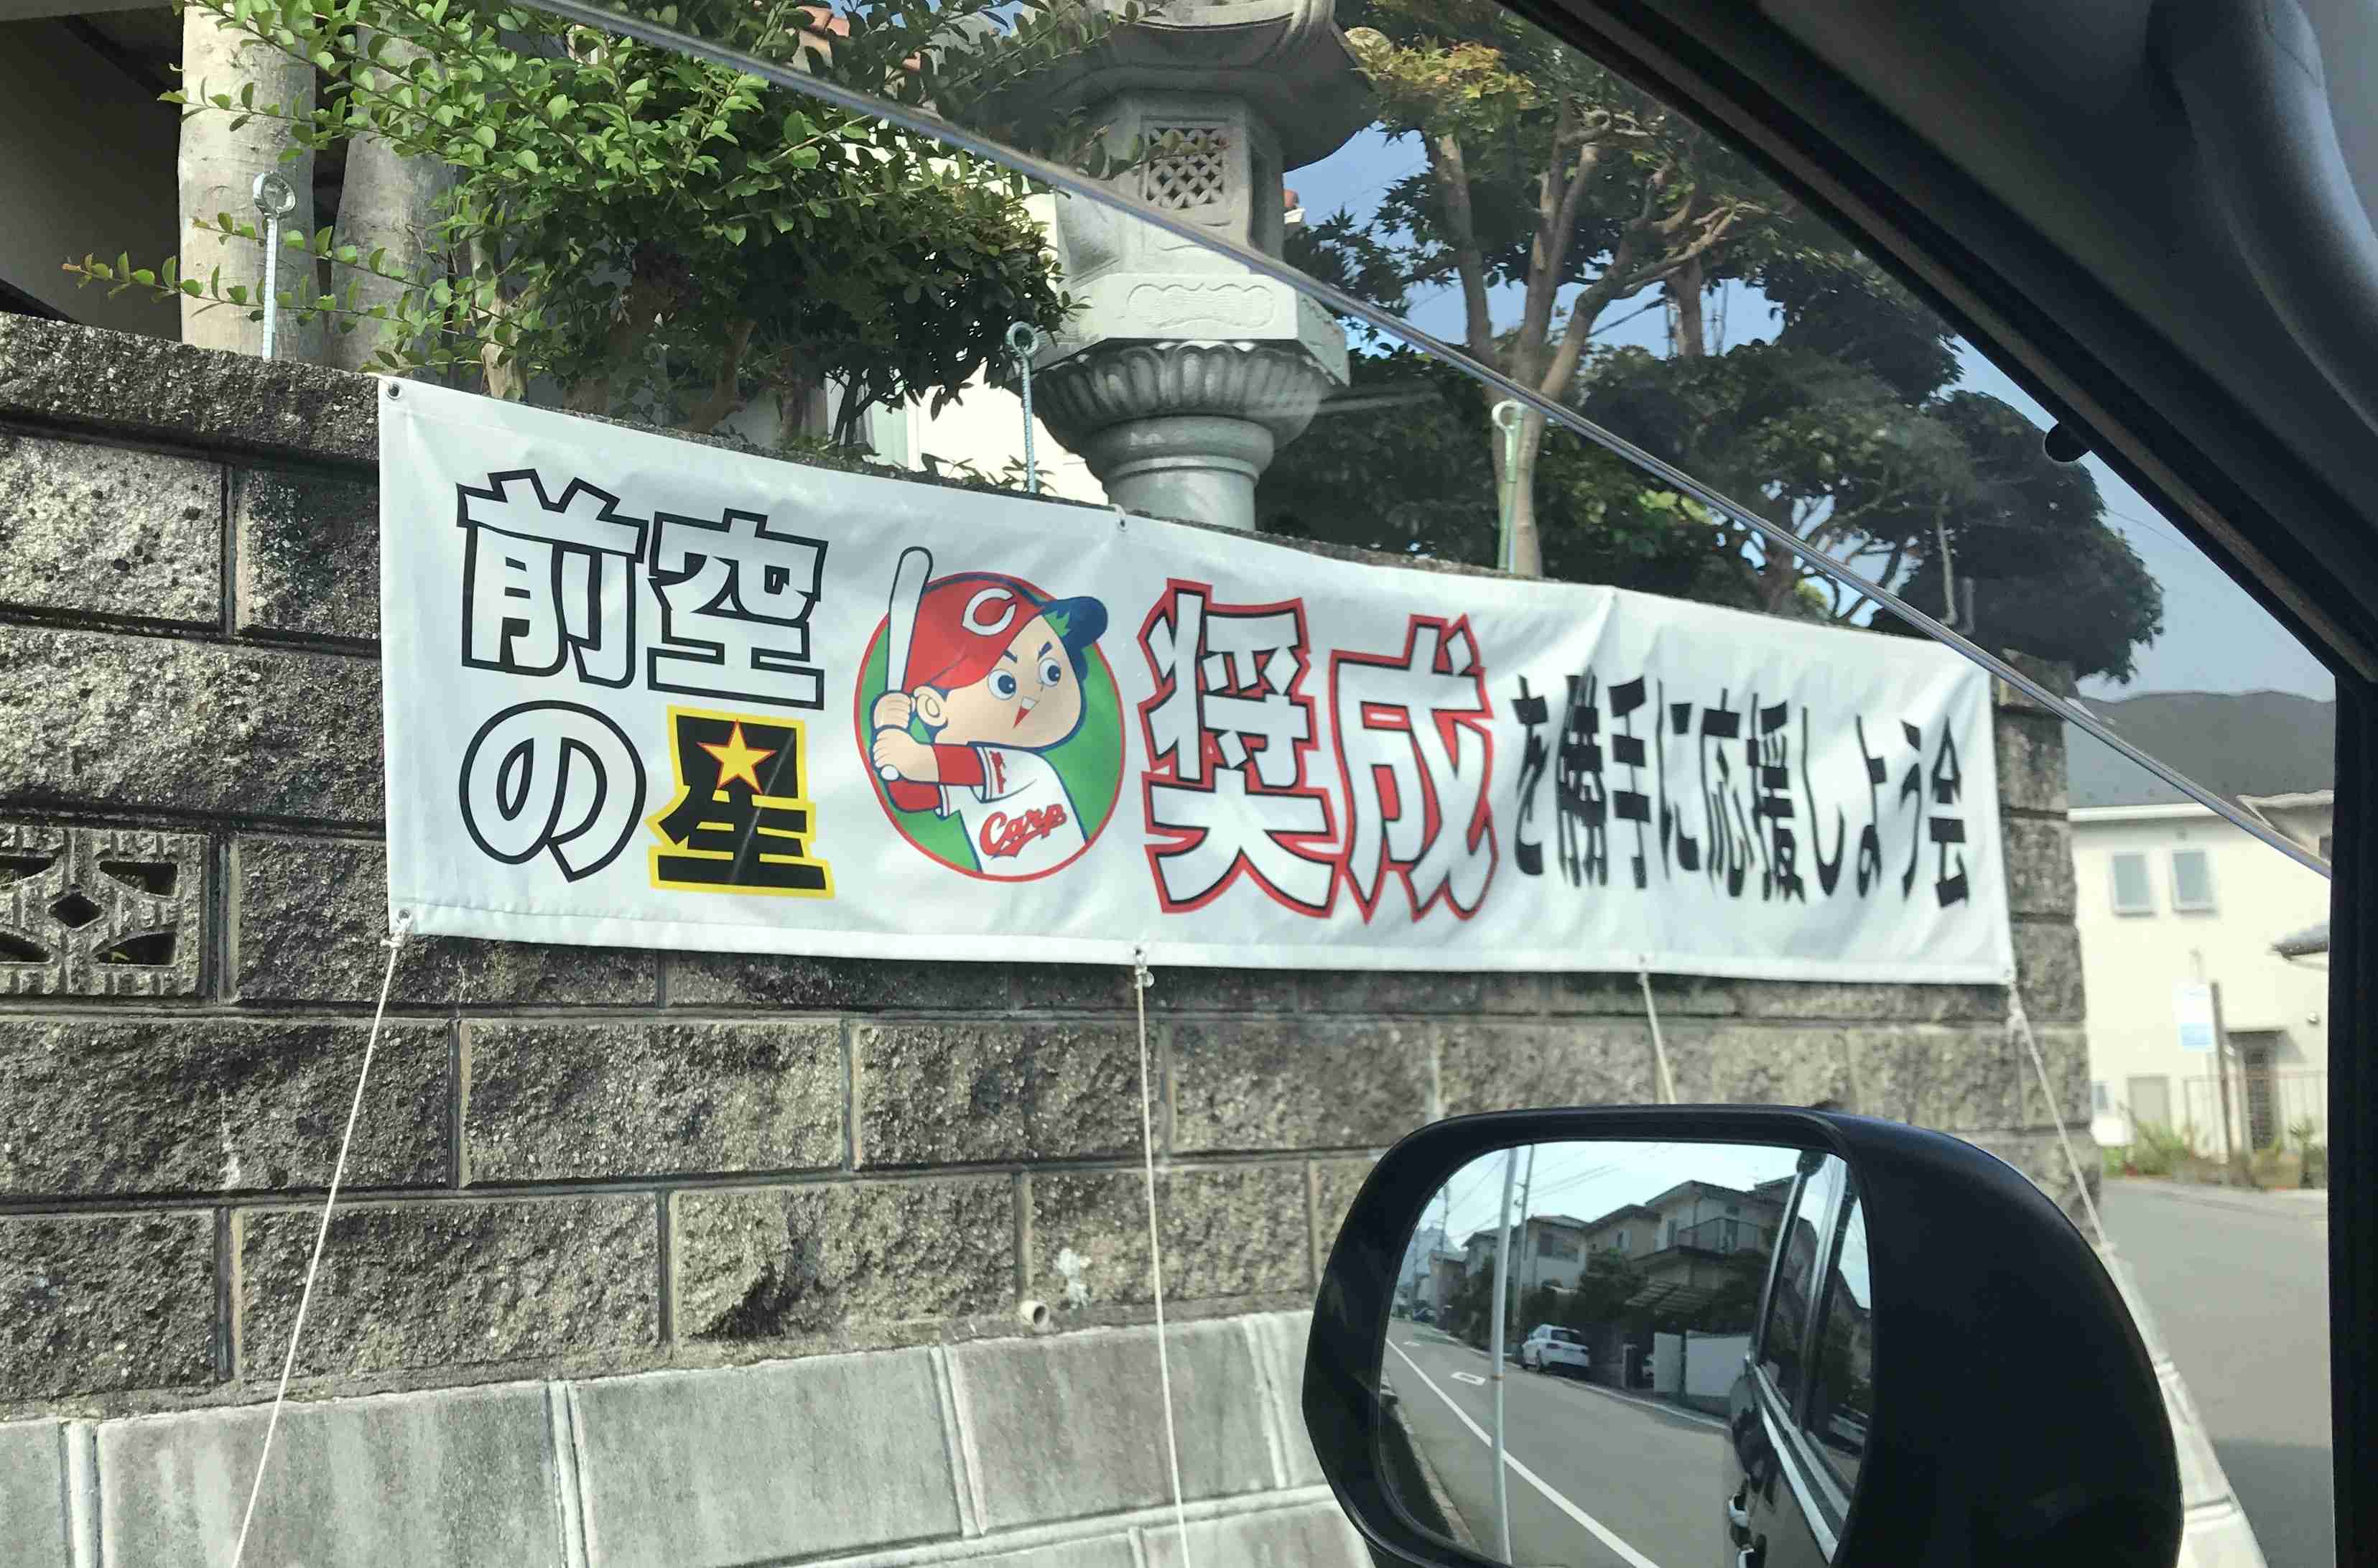 前空
の星
C
Carp
奨成
を勝手に応援しよう会